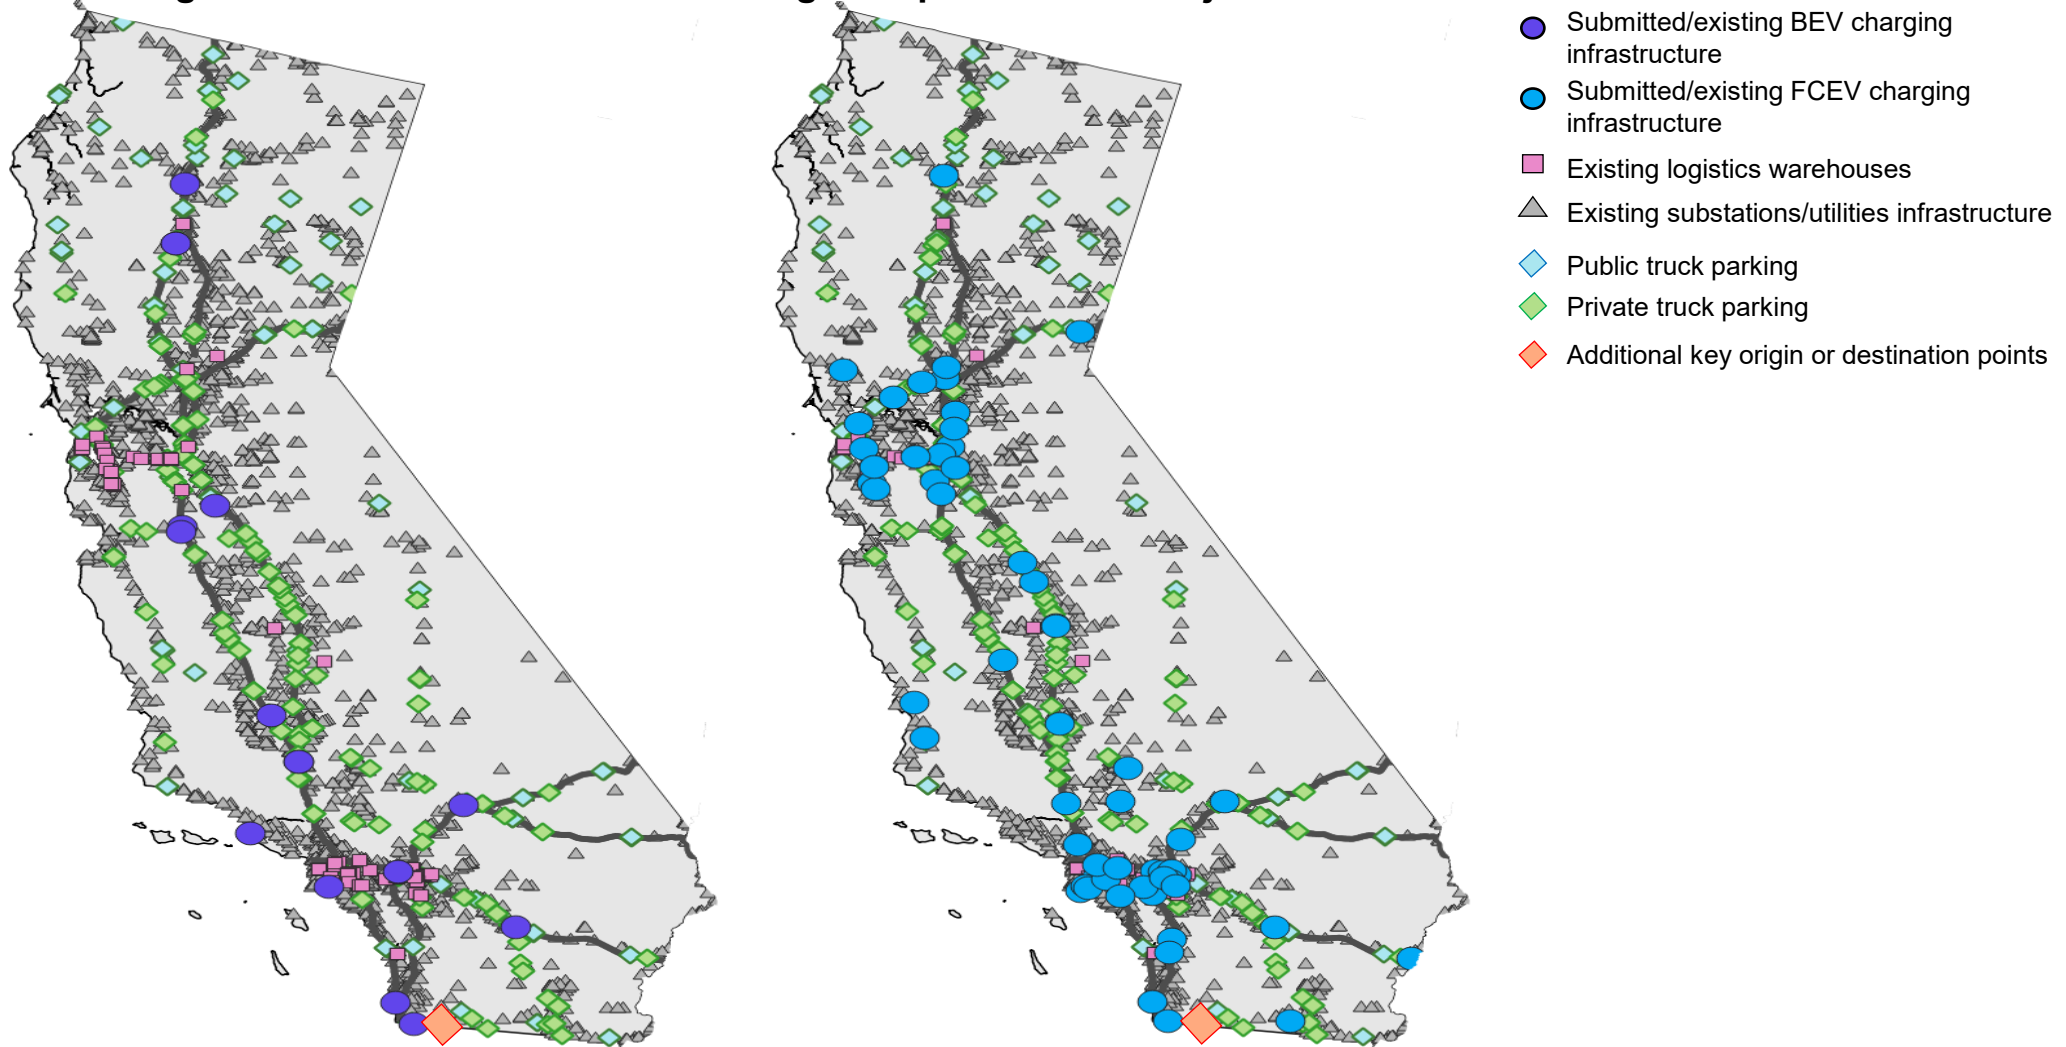 Submitted/existing BEV charging
infrastructure
Submitted/existing FCEV charging
infrastructure
Existing logistics warehouses
Existing substations/utilities infrastructure
Public truck parking
Private truck parking
Additional key origin or destination points